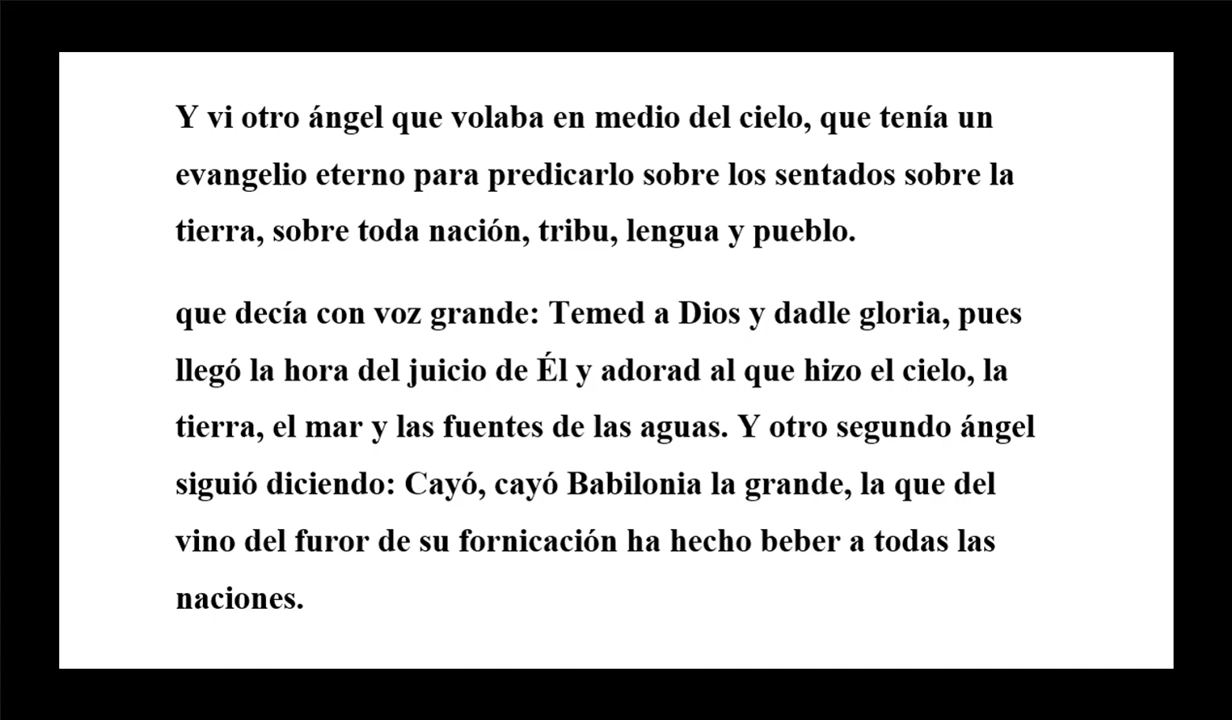 Y vi otro ángel que volaba en medio del cielo, que tenía un
evangelio eterno para predicarlo sobre los sentados sobre la
tierra, sobre toda nación, tribu, lengua y pueblo.
que decía con voz grande: Temed a Dios y dadle gloria, pues
llegó la hora del juicio de Él y adorad al que hizo el cielo, la
tierra, el mar y las fuentes de las aguas. Y otro segundo ángel
siguió diciendo: Cayó, cayó Babilonia la grande, la que del
vino del furor de su fornicación ha hecho beber a todas las
naciones.